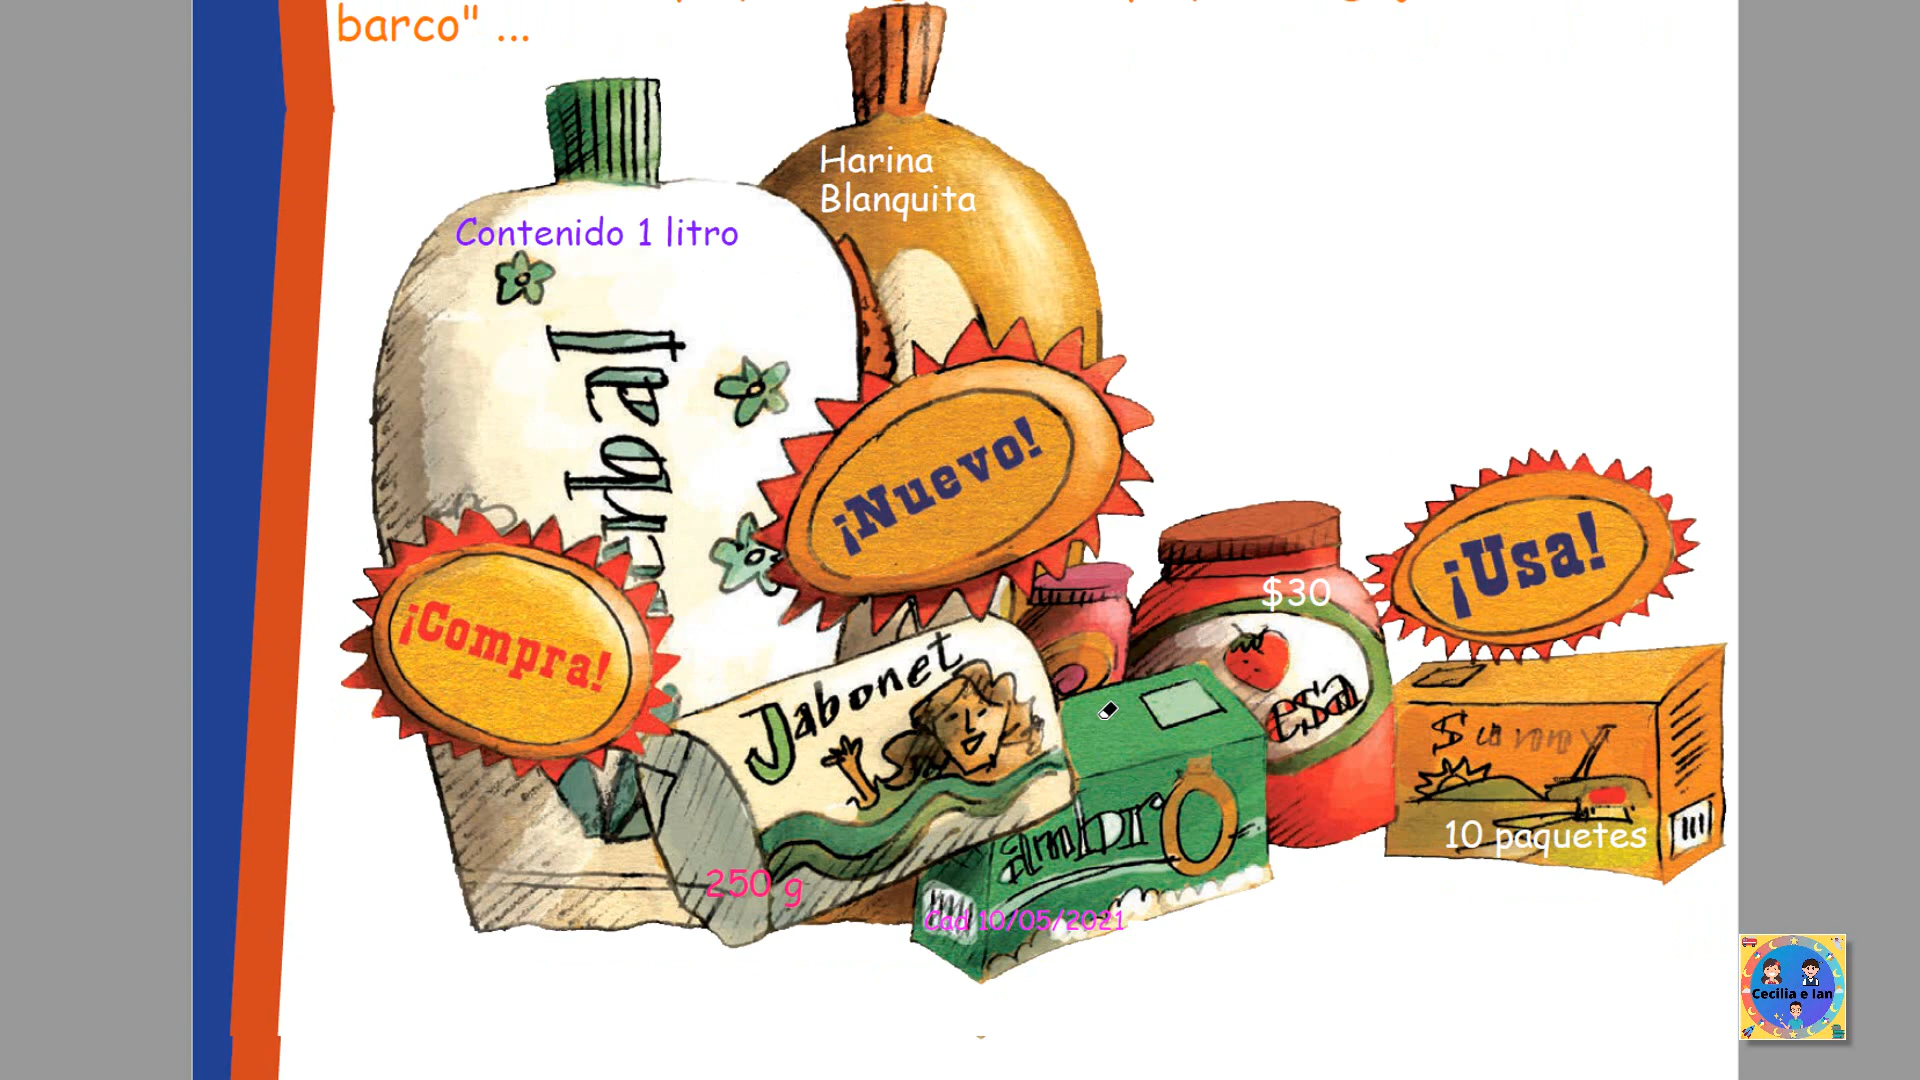 barco" ...
Harina
Blanquita
Contenido 1 litro
¡Nuevo!
¡Compra!
¡Usa!
$30
Jabonet
esa
10 paquetes
250 g
Cad 10/05/2021
Cecilia e Ian